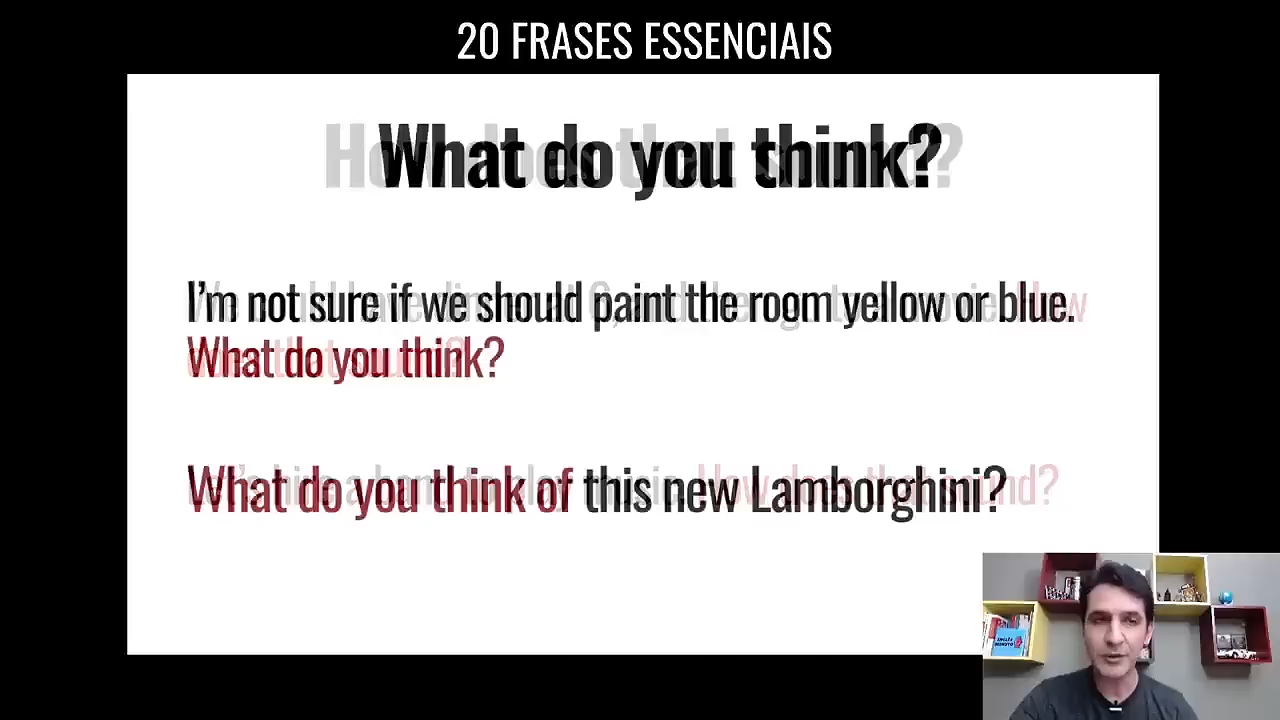 20 FRASES ESSENCIAIS
What do you think?
I'm not sure if we should paint the room yellow or blue.
What do you think?
What do you think of this new Lamborghini?